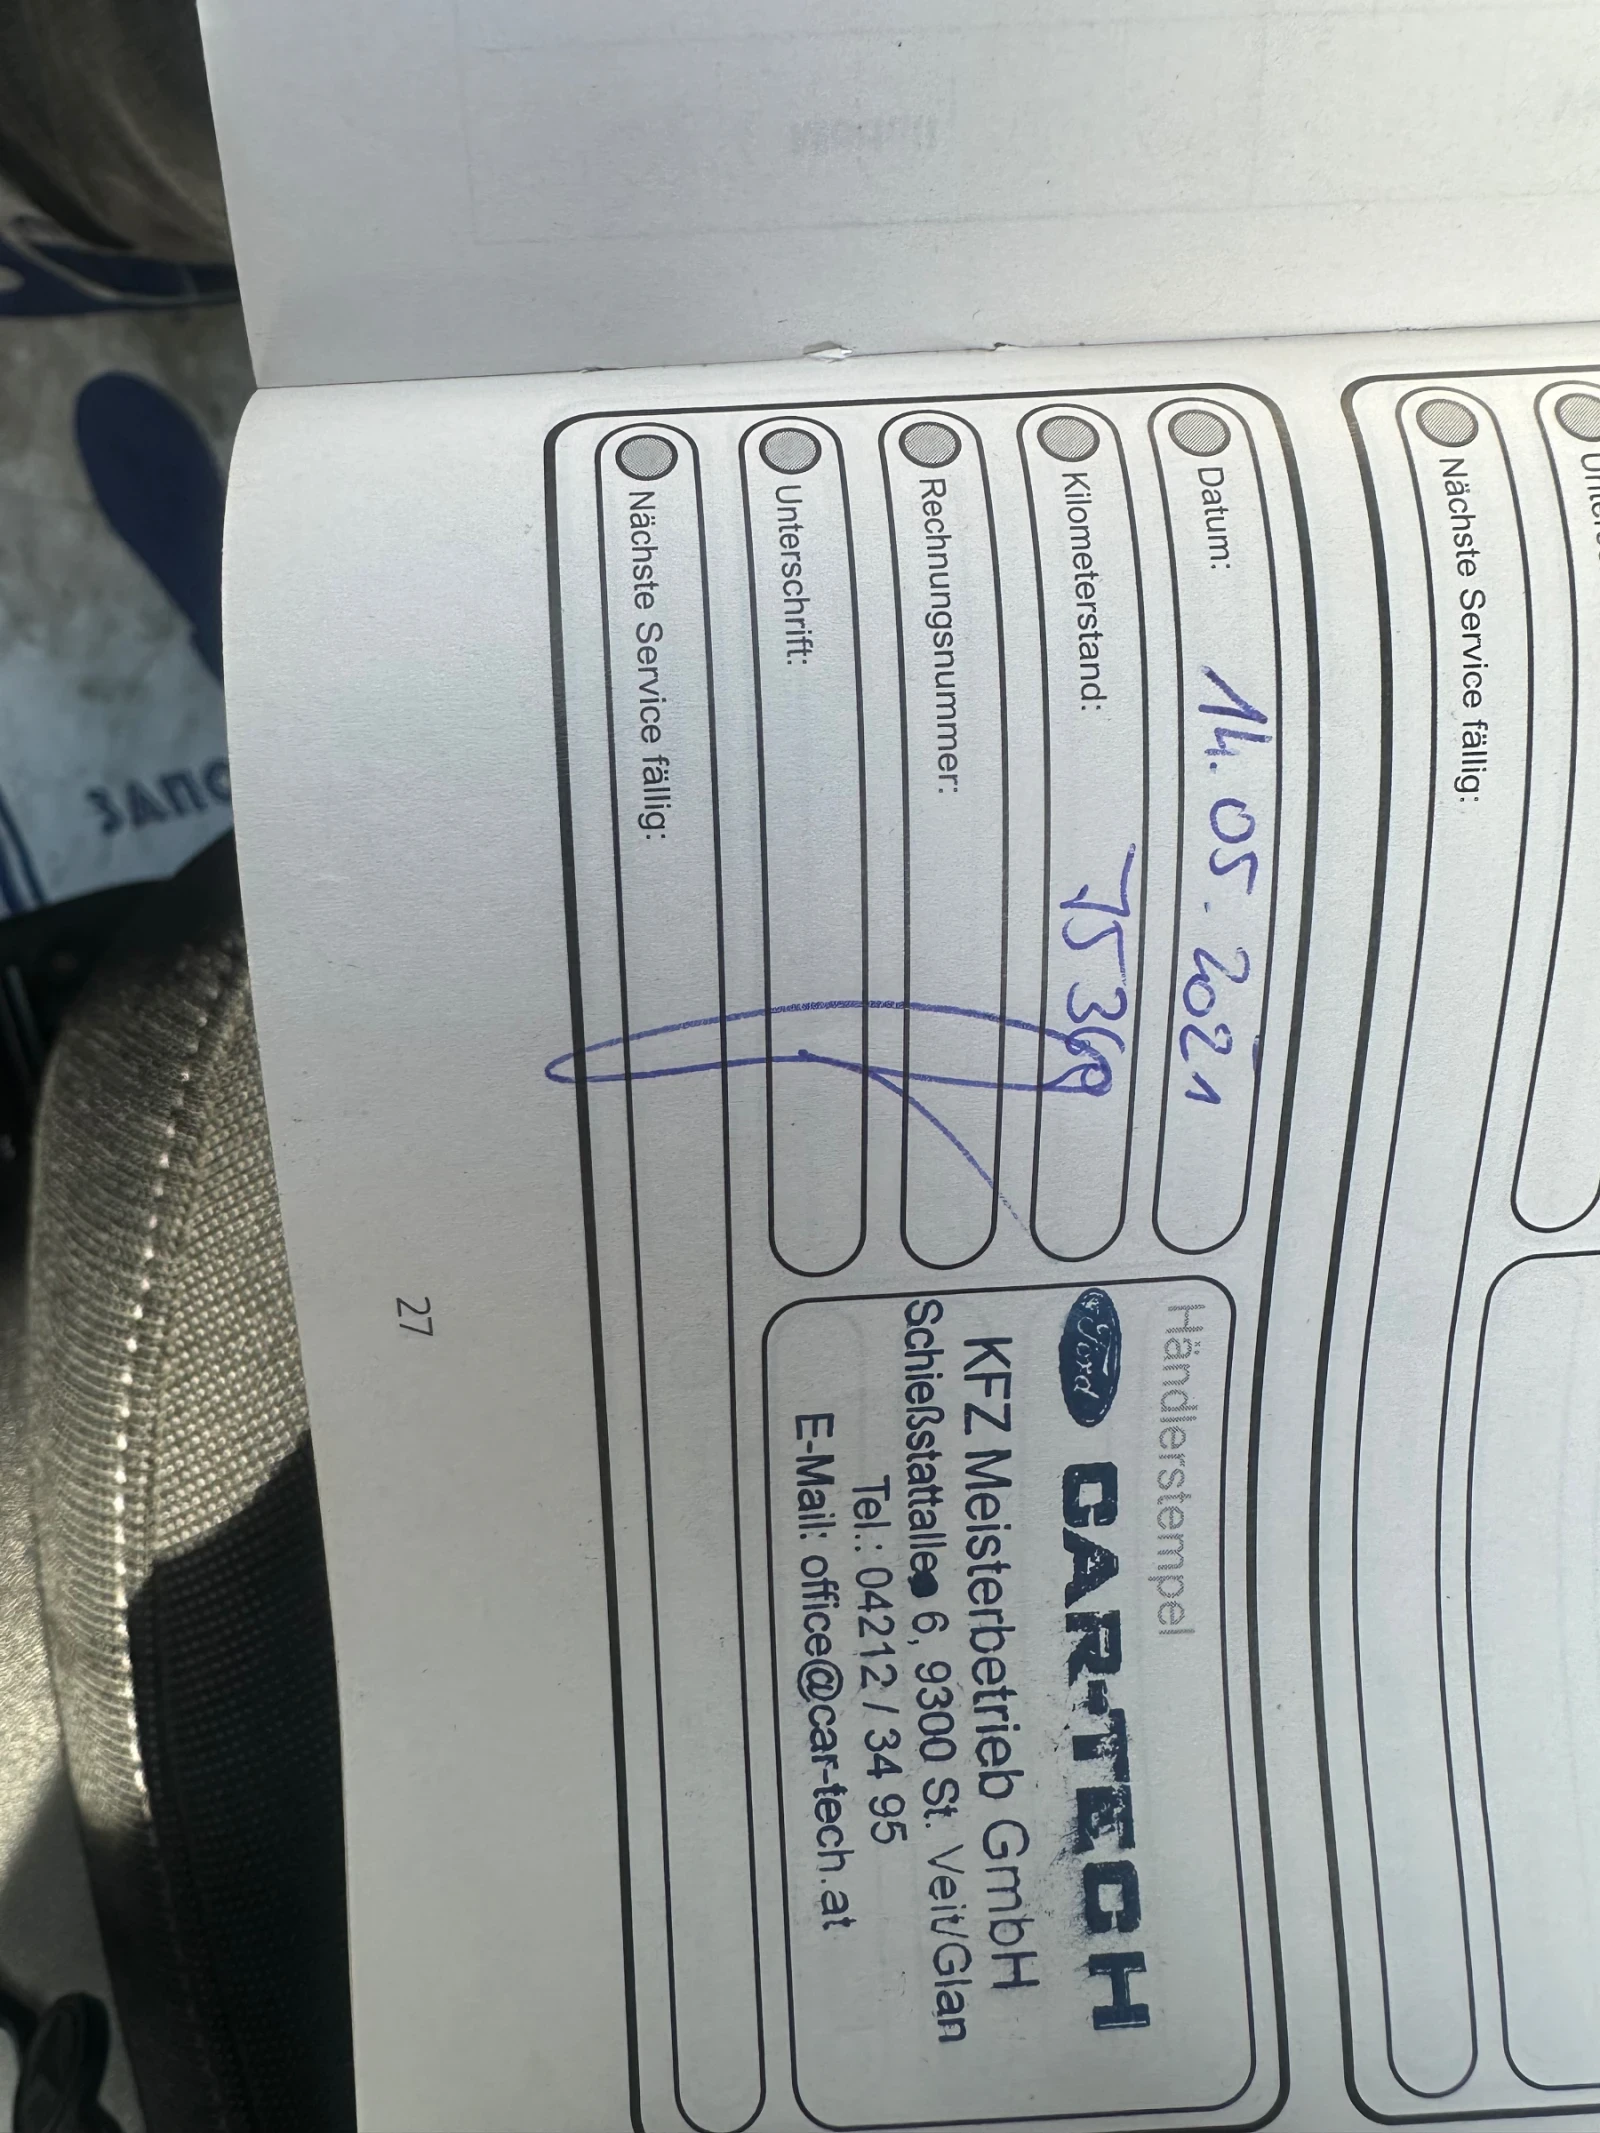 Nächste Service fällig:
Datum: 14.05.2021
Kilometerstand:
Rechnungsnummer:
Unterschrift:
Nächste Service fällig:
Händlerstempel
Ford CAR-TECH
KFZ Meisterbetrieb GmbH
Schießstattallee 6, 9300 St. Veit/Glan
Tel.: 04212 / 34 95
E-Mail: office@car-tech.at
27